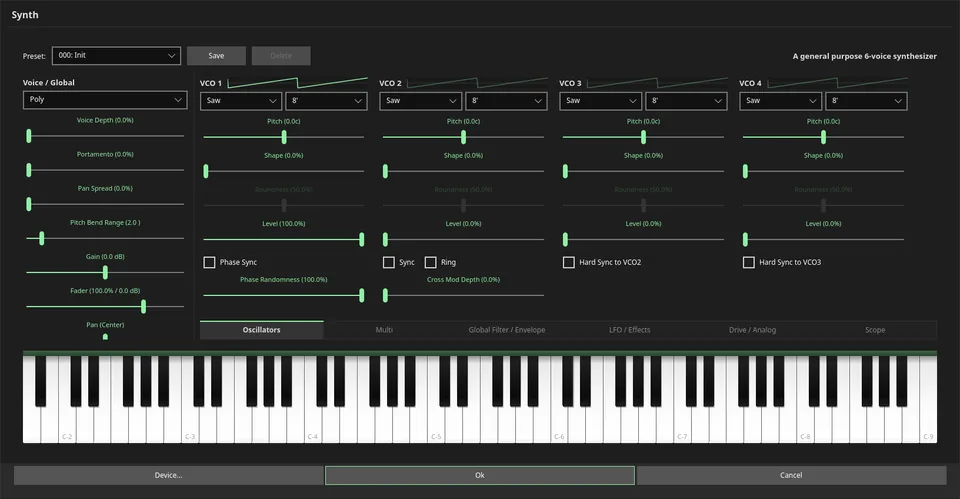 Synth
Preset: 000: Init Save Delete A general purpose 6-voice synthesizer
Voice / Global
Poly
Voice Depth (0.0%)
Portamento (0.0%)
Pan Spread (0.0%)
Pitch Bend Range (2.0 )
Gain (0.0 dB)
Fader (100.0% / 0.0 dB)
Pan (Center)
VCO 1
Saw 8'
Pitch (0.0c)
Shape (0.0%)
Roundness (50.0%)
Level (100.0%)
Phase Sync
Phase Randomness (100.0%)
VCO 2
Saw 8'
Pitch (0.0c)
Shape (0.0%)
Roundness (50.0%)
Level (0.0%)
Sync Ring
Cross Mod Depth (0.0%)
VCO 3
Saw 8'
Pitch (0.0c)
Shape (0.0%)
Roundness (50.0%)
Level (0.0%)
Hard Sync to VCO2
VCO 4
Saw 8'
Pitch (0.0c)
Shape (0.0%)
Roundness (50.0%)
Level (0.0%)
Hard Sync to VCO3
Oscillators Multi Global Filter / Envelope LFO / Effects Drive / Analog Scope
C-2 C-3 C-4 C-5 C-6 C-7 C-8 C-9
Device... Ok Cancel